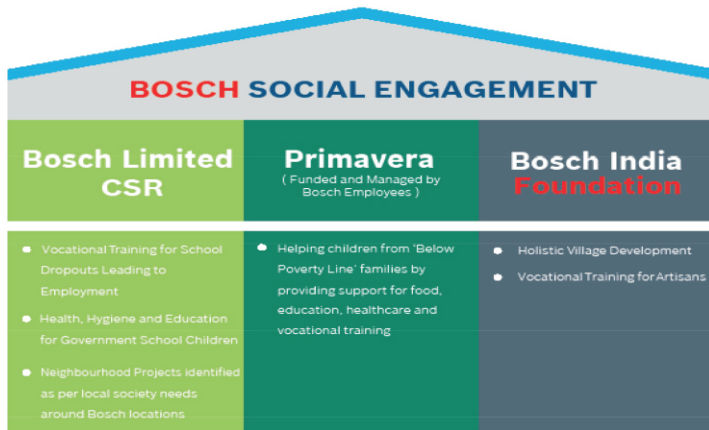 BOSCH SOCIAL ENGAGEMENT
Bosch Limited
CSR
Primavera
( Funded and Managed by
Bosch Employees )
Bosch India
Foundation
Vocational Training for School
Dropouts Leading to
Employment
Health, Hygiene and Education
for Government School Children
Neighbourhood Projects identified
as per local society needs
around Bosch locations
Helping children from 'Below
Poverty Line' families by
providing support for food,
education, healthcare and
vocational training
Holistic Village Development
Vocational Training for Artisans